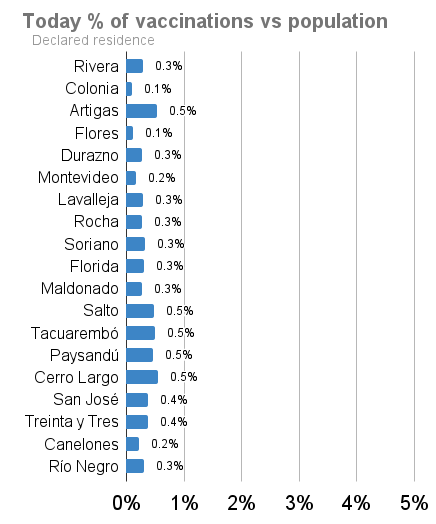 Today % of vaccinations vs population
Declared residence
Rivera 0.3%
Colonia 0.1%
Artigas 0.5%
Flores 0.1%
Durazno 0.3%
Montevideo 0.2%
Lavalleja 0.3%
Rocha 0.3%
Soriano 0.3%
Florida 0.3%
Maldonado 0.3%
Salto 0.5%
Tacuarembó 0.5%
Paysandú 0.5%
Cerro Largo 0.5%
San José 0.4%
Treinta y Tres 0.4%
Canelones 0.2%
Río Negro 0.3%
0% 1% 2% 3% 4% 5%